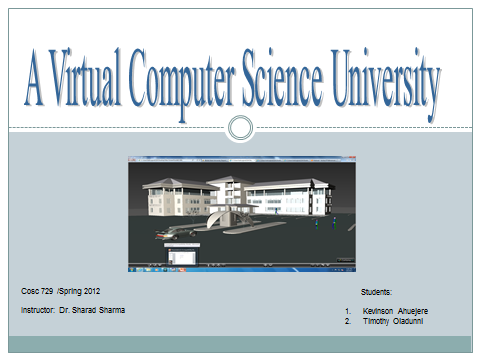 A Virtual Computer Science University
Cosc 729 /Spring 2012
Instructor: Dr. Sharad Sharma
Students:
1. Kevinson Ahuejere
2. Timothy Oladunni